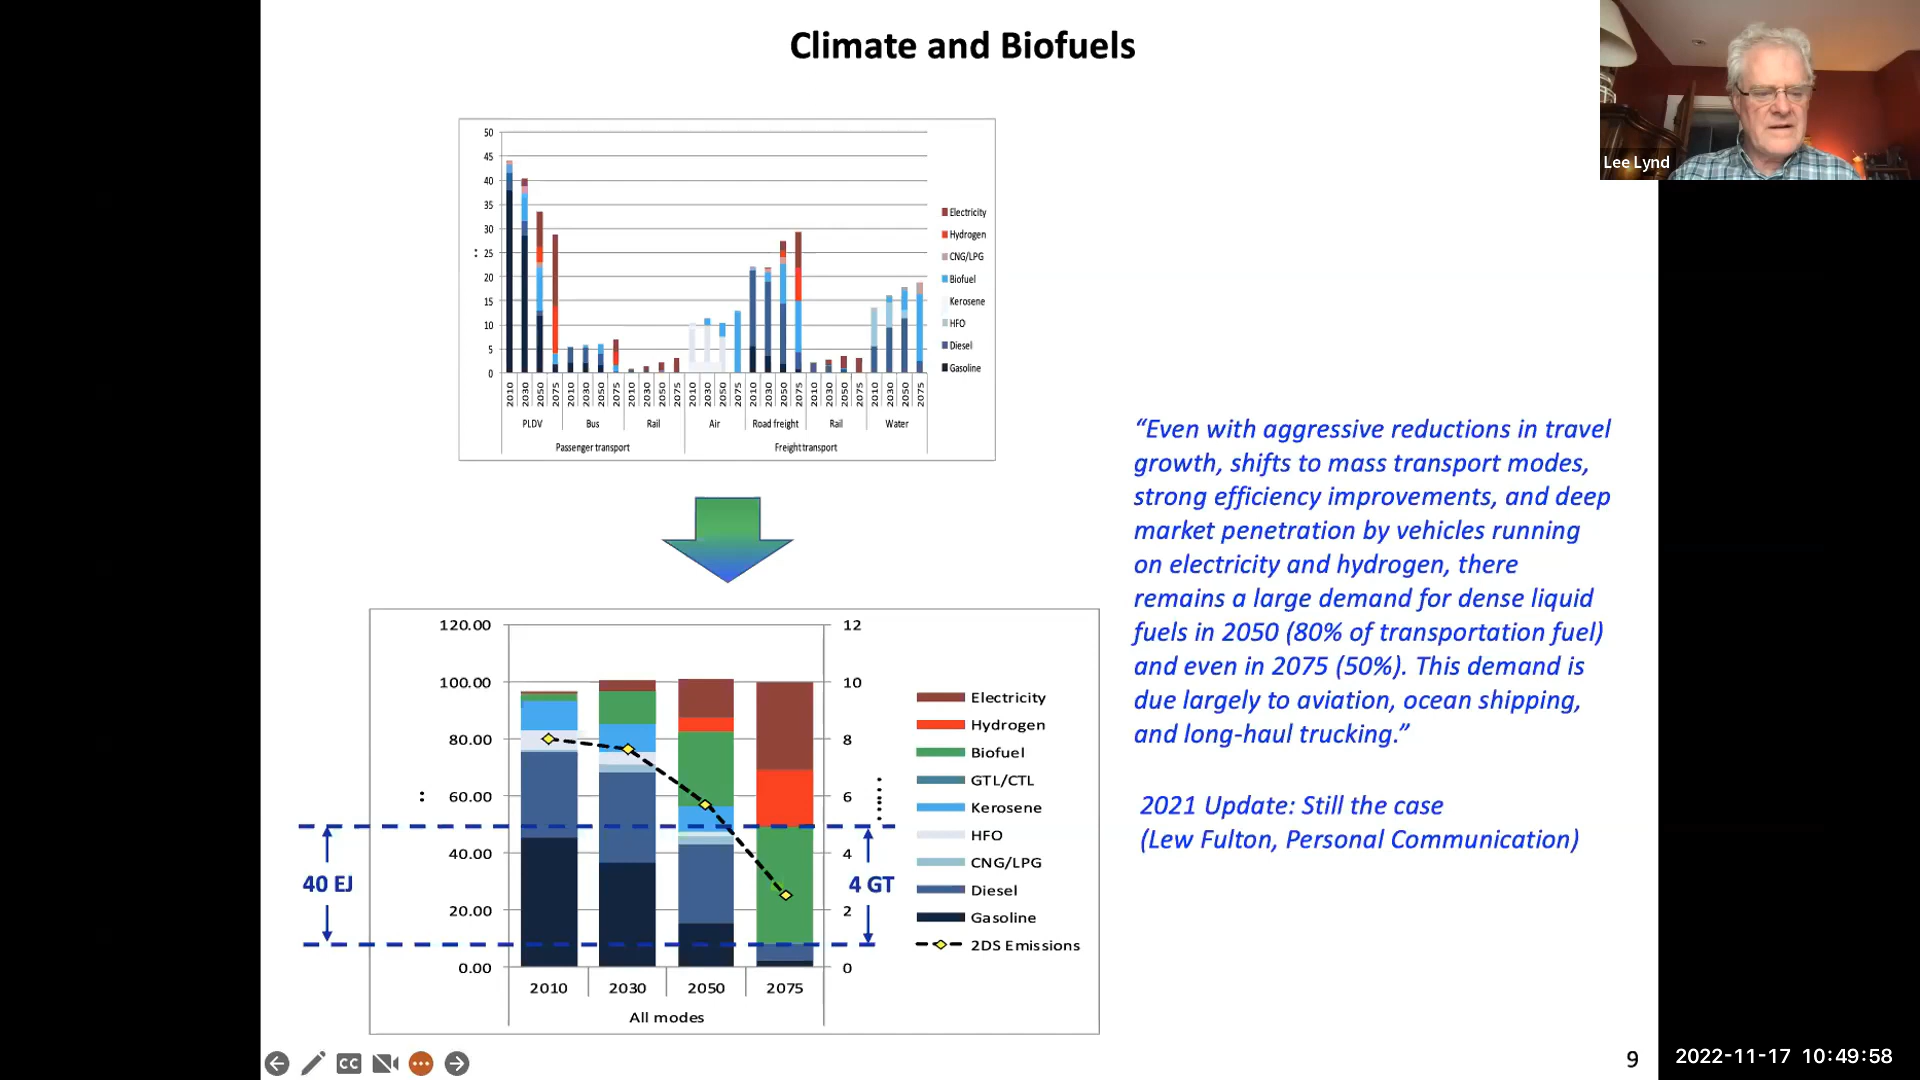 Climate and Biofuels
Lee Lynd
50
45
40
35
30
25
20
15
10
5
0
2010 2030 2050 2075 2010 2030 2050 2075 2010 2030 2050 2075 2010 2030 2050 2075 2010 2030 2050 2075 2010 2030 2050 2075 2010 2030 2050 2075
PLDV Bus Rail Air Road freight Rail Water
Passenger transport Freight transport
Electricity
Hydrogen
CNG/LPG
Biofuel
Kerosene
HFO
Diesel
Gasoline
“Even with aggressive reductions in travel
growth, shifts to mass transport modes,
strong efficiency improvements, and deep
market penetration by vehicles running
on electricity and hydrogen, there
remains a large demand for dense liquid
fuels in 2050 (80% of transportation fuel)
and even in 2075 (50%). This demand is
due largely to aviation, ocean shipping,
and long-haul trucking.”
2021 Update: Still the case
(Lew Fulton, Personal Communication)
120.00
100.00
80.00
60.00
40.00
20.00
0.00
12
10
8
6
4
2
0
40 EJ
4 GT
2010 2030 2050 2075
All modes
Electricity
Hydrogen
Biofuel
GTL/CTL
Kerosene
HFO
CNG/LPG
Diesel
Gasoline
2DS Emissions
CC
9
2022-11-17 10:49:58